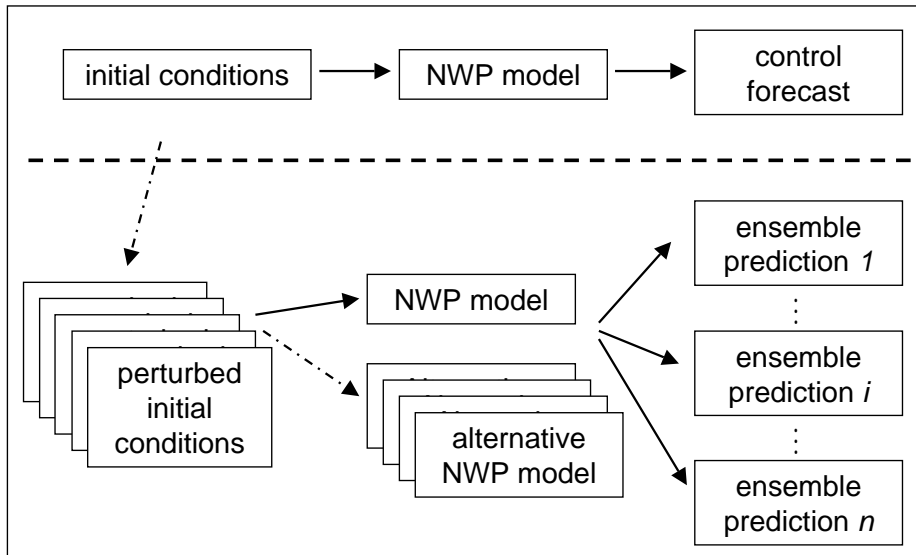 initial conditions
NWP model
control
forecast
ensemble
prediction 1
NWP model
ensemble
prediction i
perturbed
initial
conditions
alternative
NWP model
ensemble
prediction n